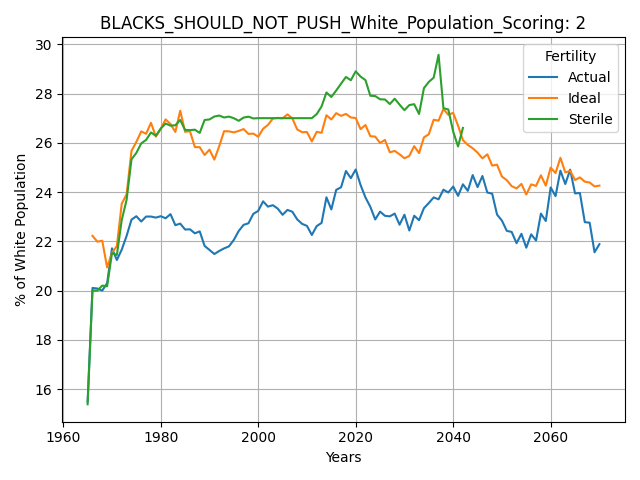 BLACKS_SHOULD_NOT_PUSH_White_Population_Scoring: 2
% of White Population
30
28
26
24
22
20
18
16
1960
1980
2000
2020
2040
2060
Years
Fertility
Actual
Ideal
Sterile